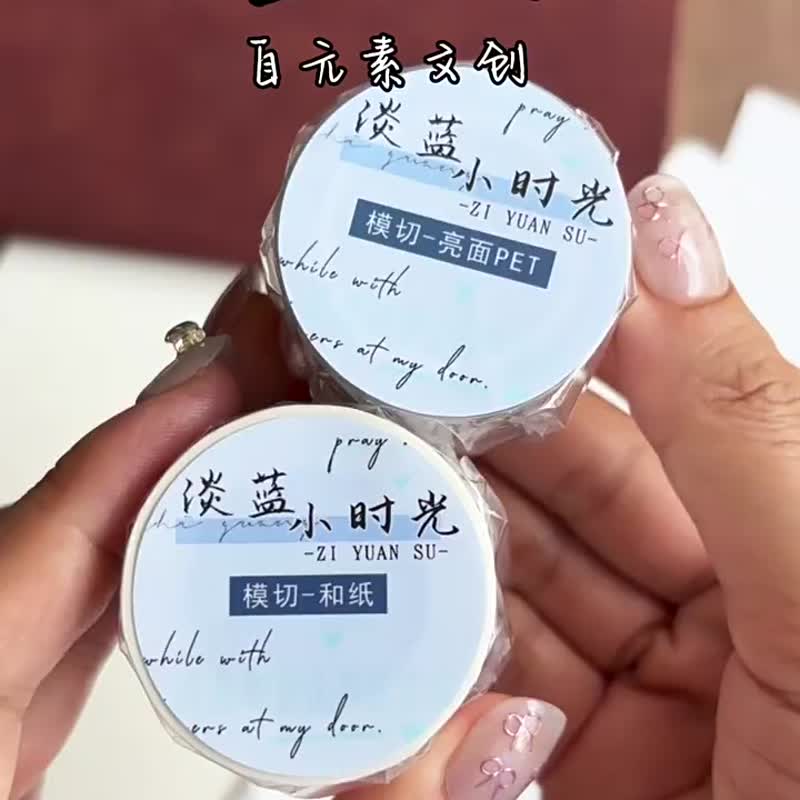 自元素文创
pray.
淡蓝
小时光
-ZI YUAN SU-
模切-亮面PET
while with
ers at my door.
pray.
淡蓝
小时光
-ZI YUAN SU-
模切-和纸
while with
ers at my door.